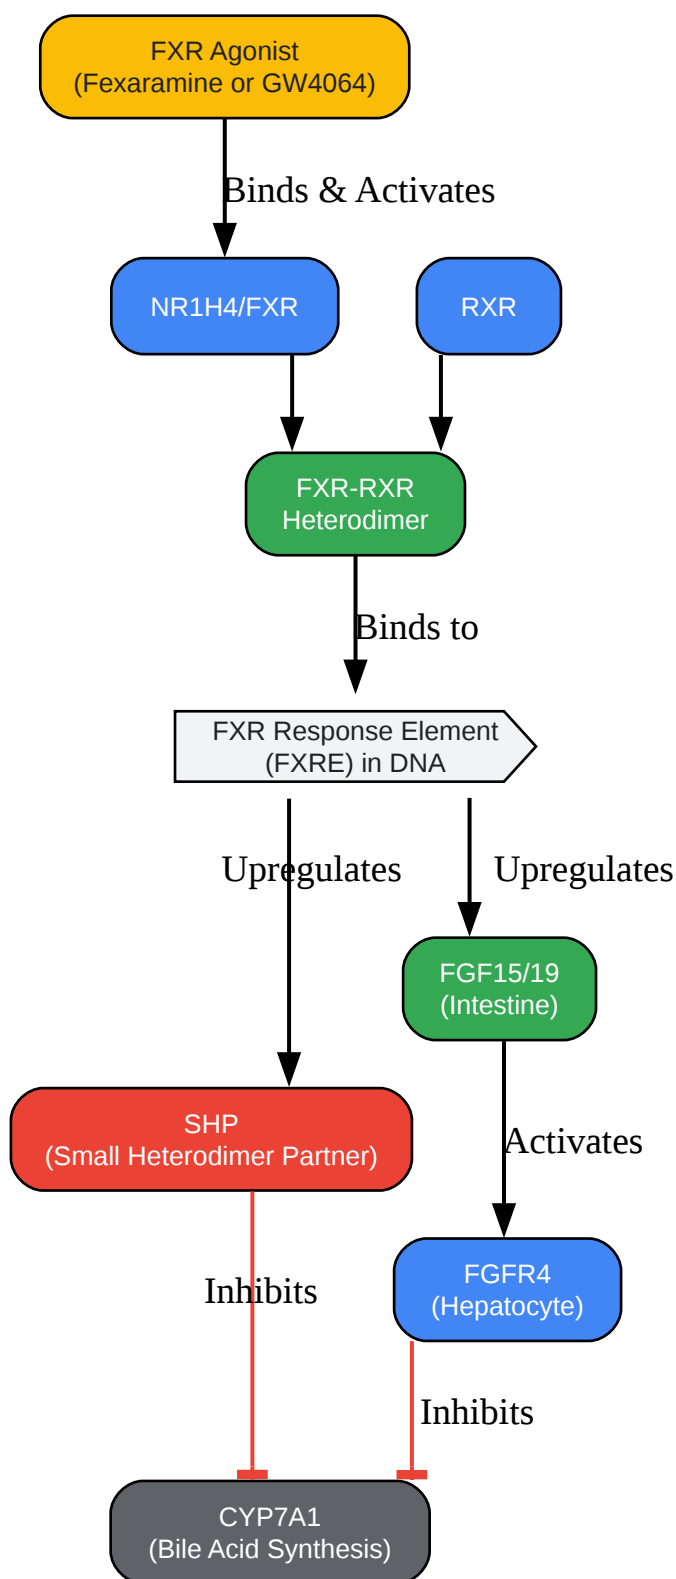 FXR Agonist
(Fexaramine or GW4064)
Binds & Activates
NR1H4/FXR
RXR
FXR-RXR
Heterodimer
Binds to
FXR Response Element
(FXRE) in DNA
Upregulates
Upregulates
FGF15/19
(Intestine)
SHP
(Small Heterodimer Partner)
Activates
Inhibits
FGFR4
(Hepatocyte)
Inhibits
CYP7A1
(Bile Acid Synthesis)